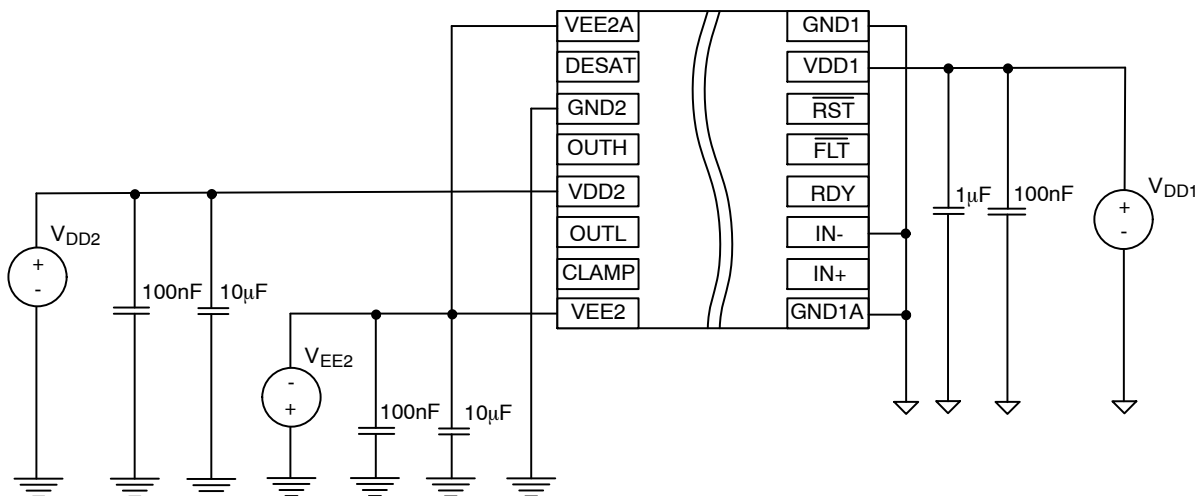 VEE2A
DESAT
GND2
OUTH
VDD2
OUTL
CLAMP
VEE2
GND1
VDD1
RST
FLT
RDY
IN-
IN+
GND1A
VDD2
+
-
100nF
10μF
VEE2
-
+
100nF
10μF
1μF
100nF
VDD1
+
-